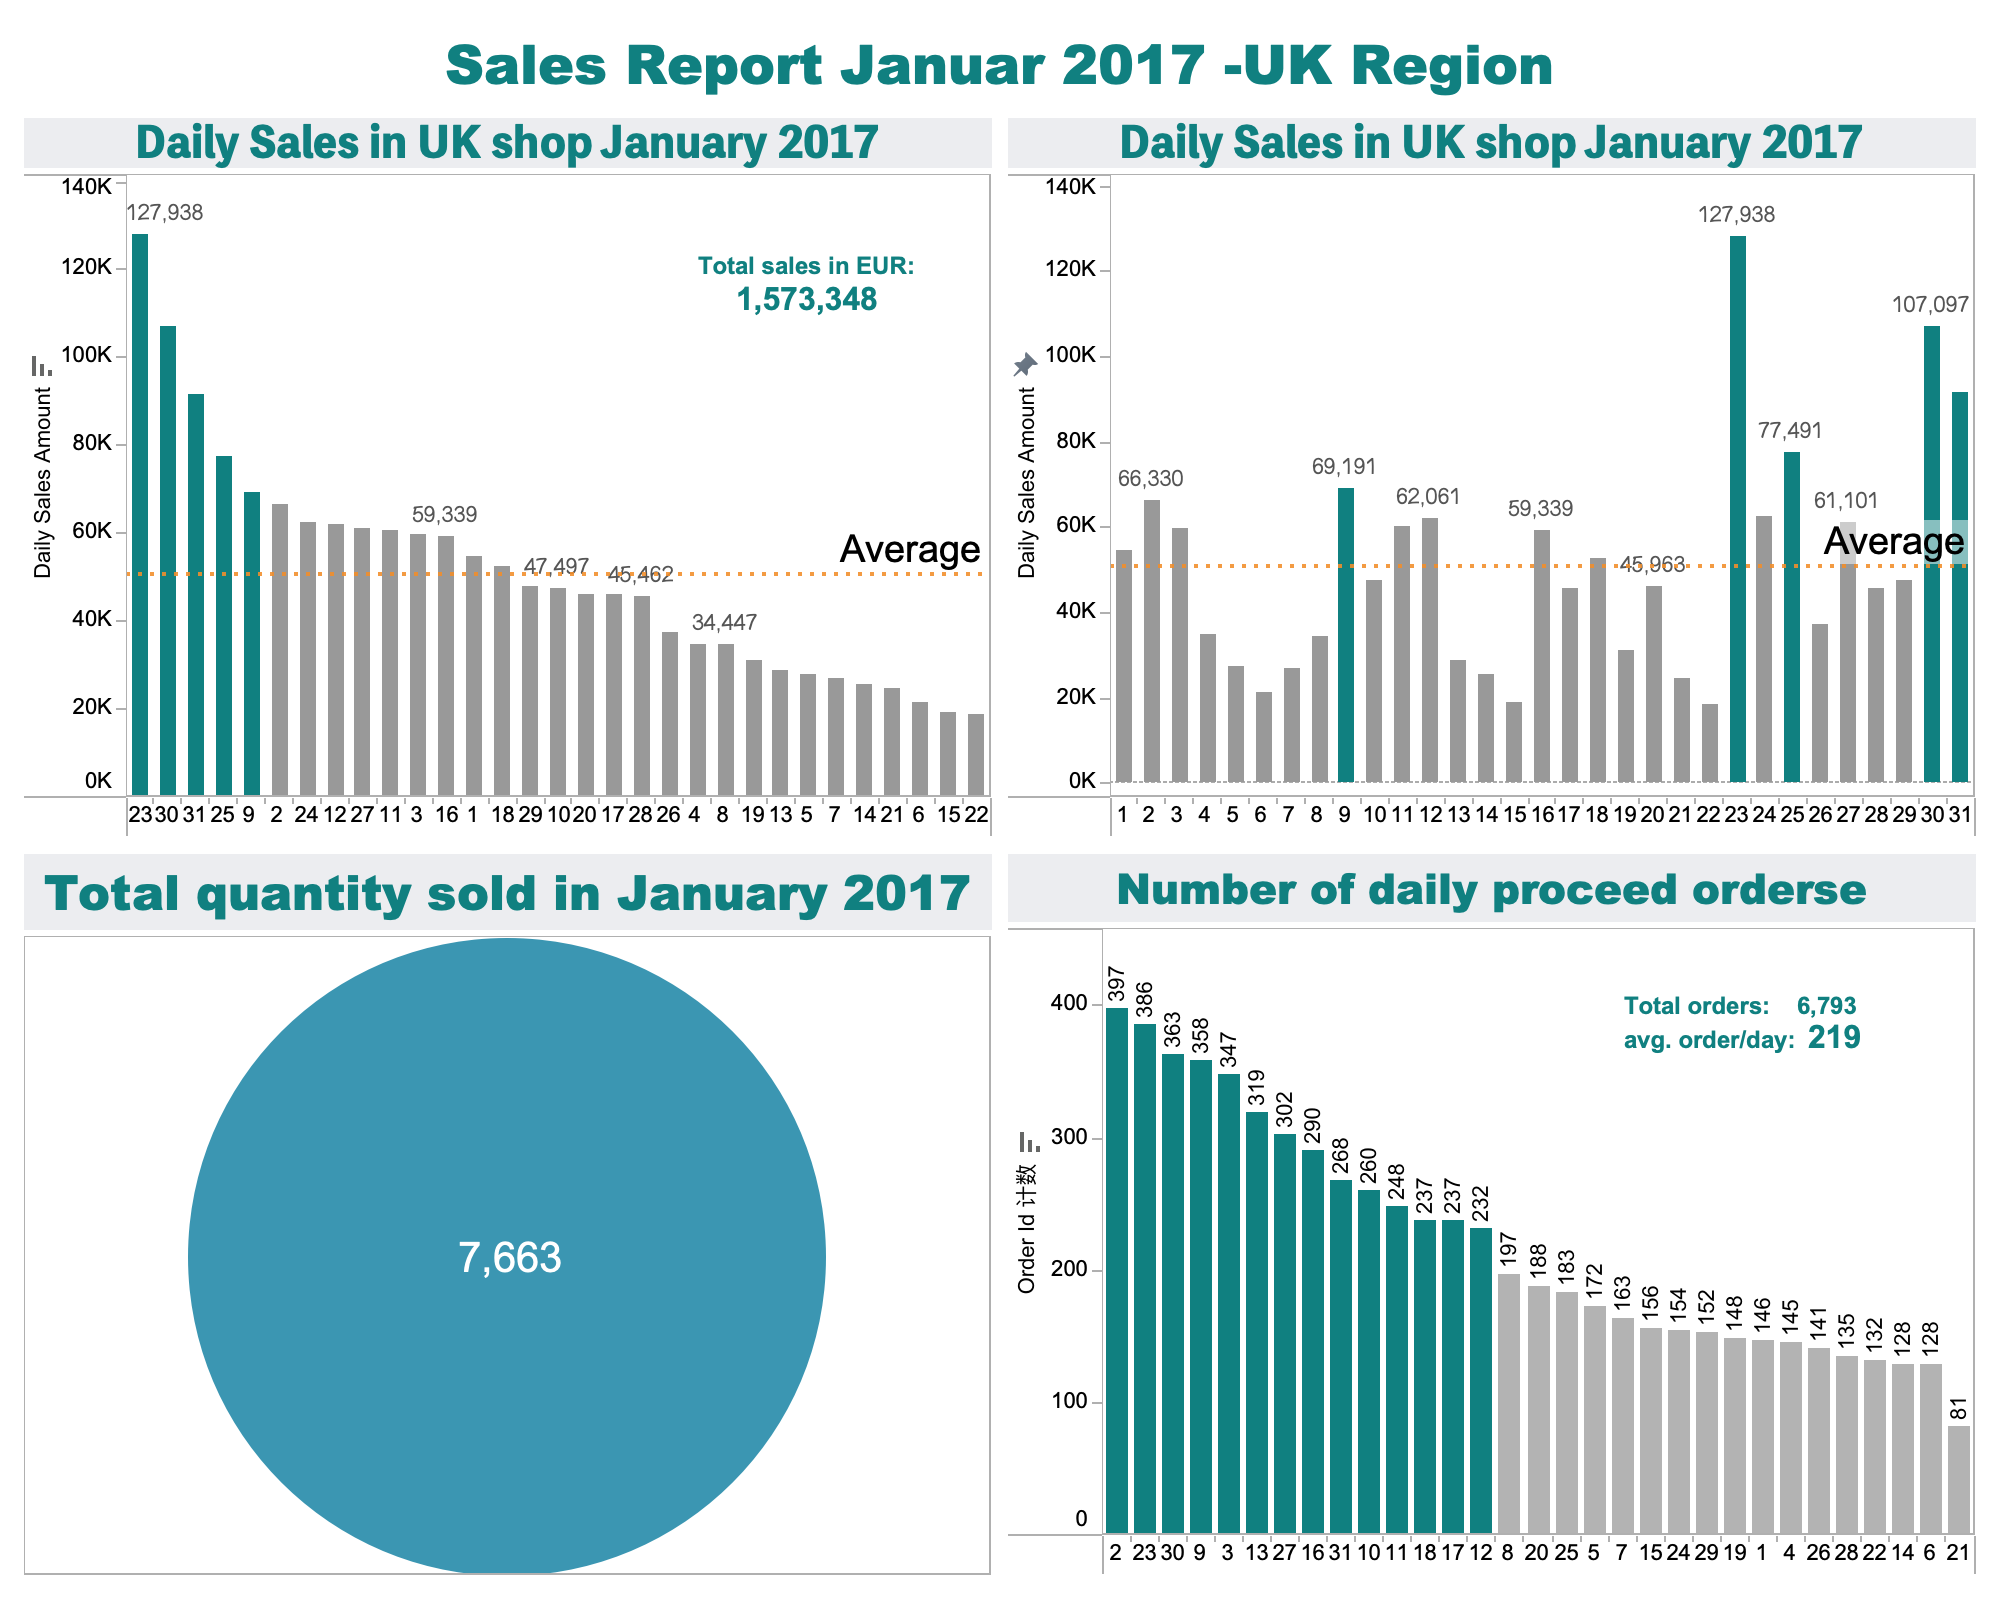 Sales Report Januar 2017 -UK Region
Daily Sales in UK shop January 2017
140K
120K
100K
80K
60K
40K
20K
0K
Daily Sales Amount
127,938
59,339
47,497
45,462
34,447
Total sales in EUR:
1,573,348
Average
23 30 31 25 9 2 24 12 27 11 3 16 1 18 29 10 20 17 28 26 4 8 19 13 5 7 14 21 6 15 22
Daily Sales in UK shop January 2017
140K
120K
100K
80K
60K
40K
20K
0K
Daily Sales Amount
66,330
69,191
62,061
59,339
45,963
127,938
77,491
61,101
107,097
Average
1 2 3 4 5 6 7 8 9 10 11 12 13 14 15 16 17 18 19 20 21 22 23 24 25 26 27 28 29 30 31
Total quantity sold in January 2017
7,663
Number of daily proceed orderse
400
300
200
100
0
Order Id 计数
397 386 363 358 347 319 302 290 268 260 248 237 237 232 197 188 183 172 163 156 154 152 148 146 145 141 135 132 128 128 81
Total orders: 6,793
avg. order/day: 219
2 23 30 9 3 13 27 16 31 10 11 18 17 12 8 20 25 5 7 15 24 29 19 1 4 26 28 22 14 6 21